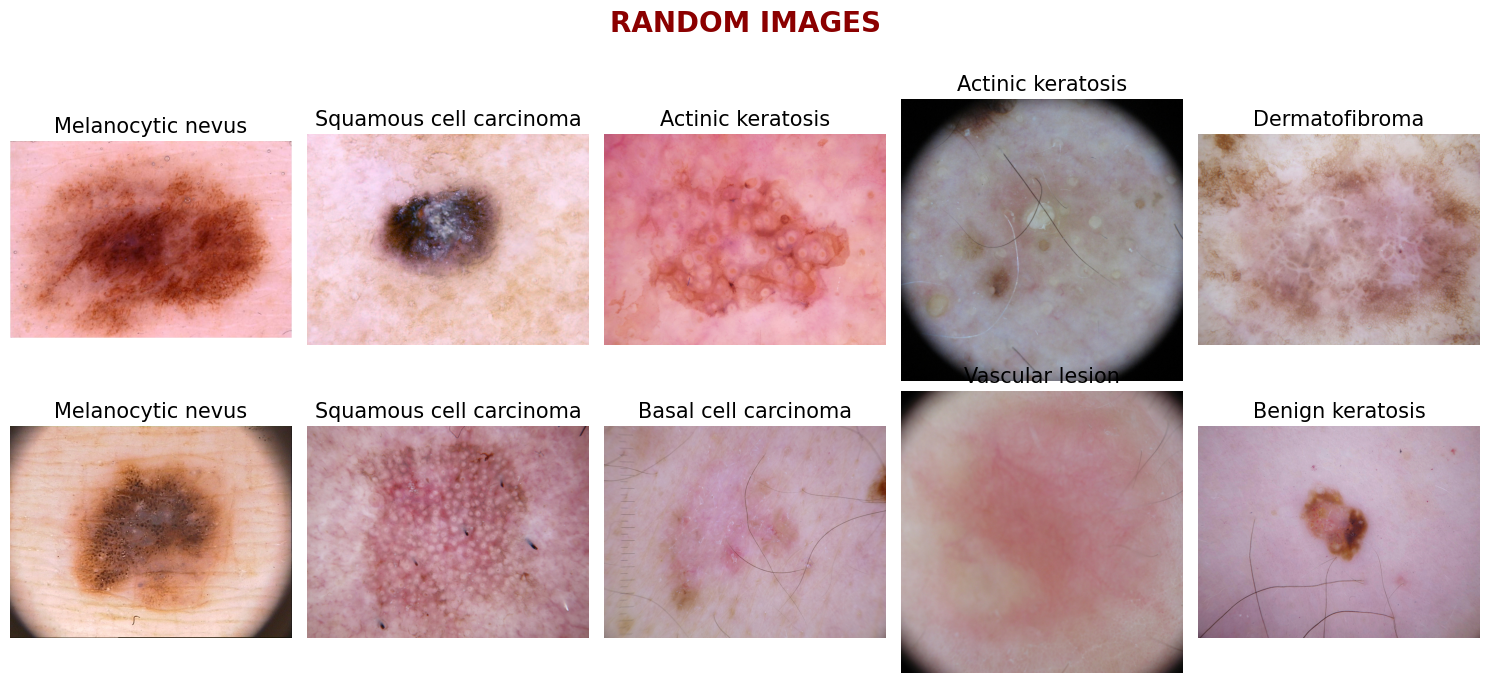 RANDOM IMAGES
Melanocytic nevus
Squamous cell carcinoma
Actinic keratosis
Actinic keratosis
Dermatofibroma
Melanocytic nevus
Squamous cell carcinoma
Basal cell carcinoma
Vascular lesion
Benign keratosis